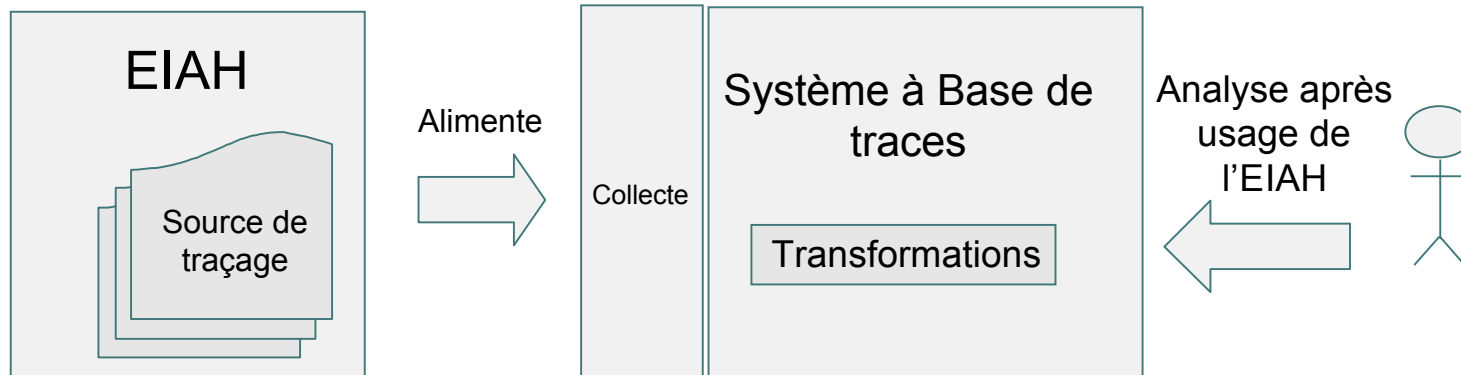 EIAH
Source de
traçage
Alimente
Collecte
Système à Base de
traces
Transformations
Analyse après
usage de
l’EIAH